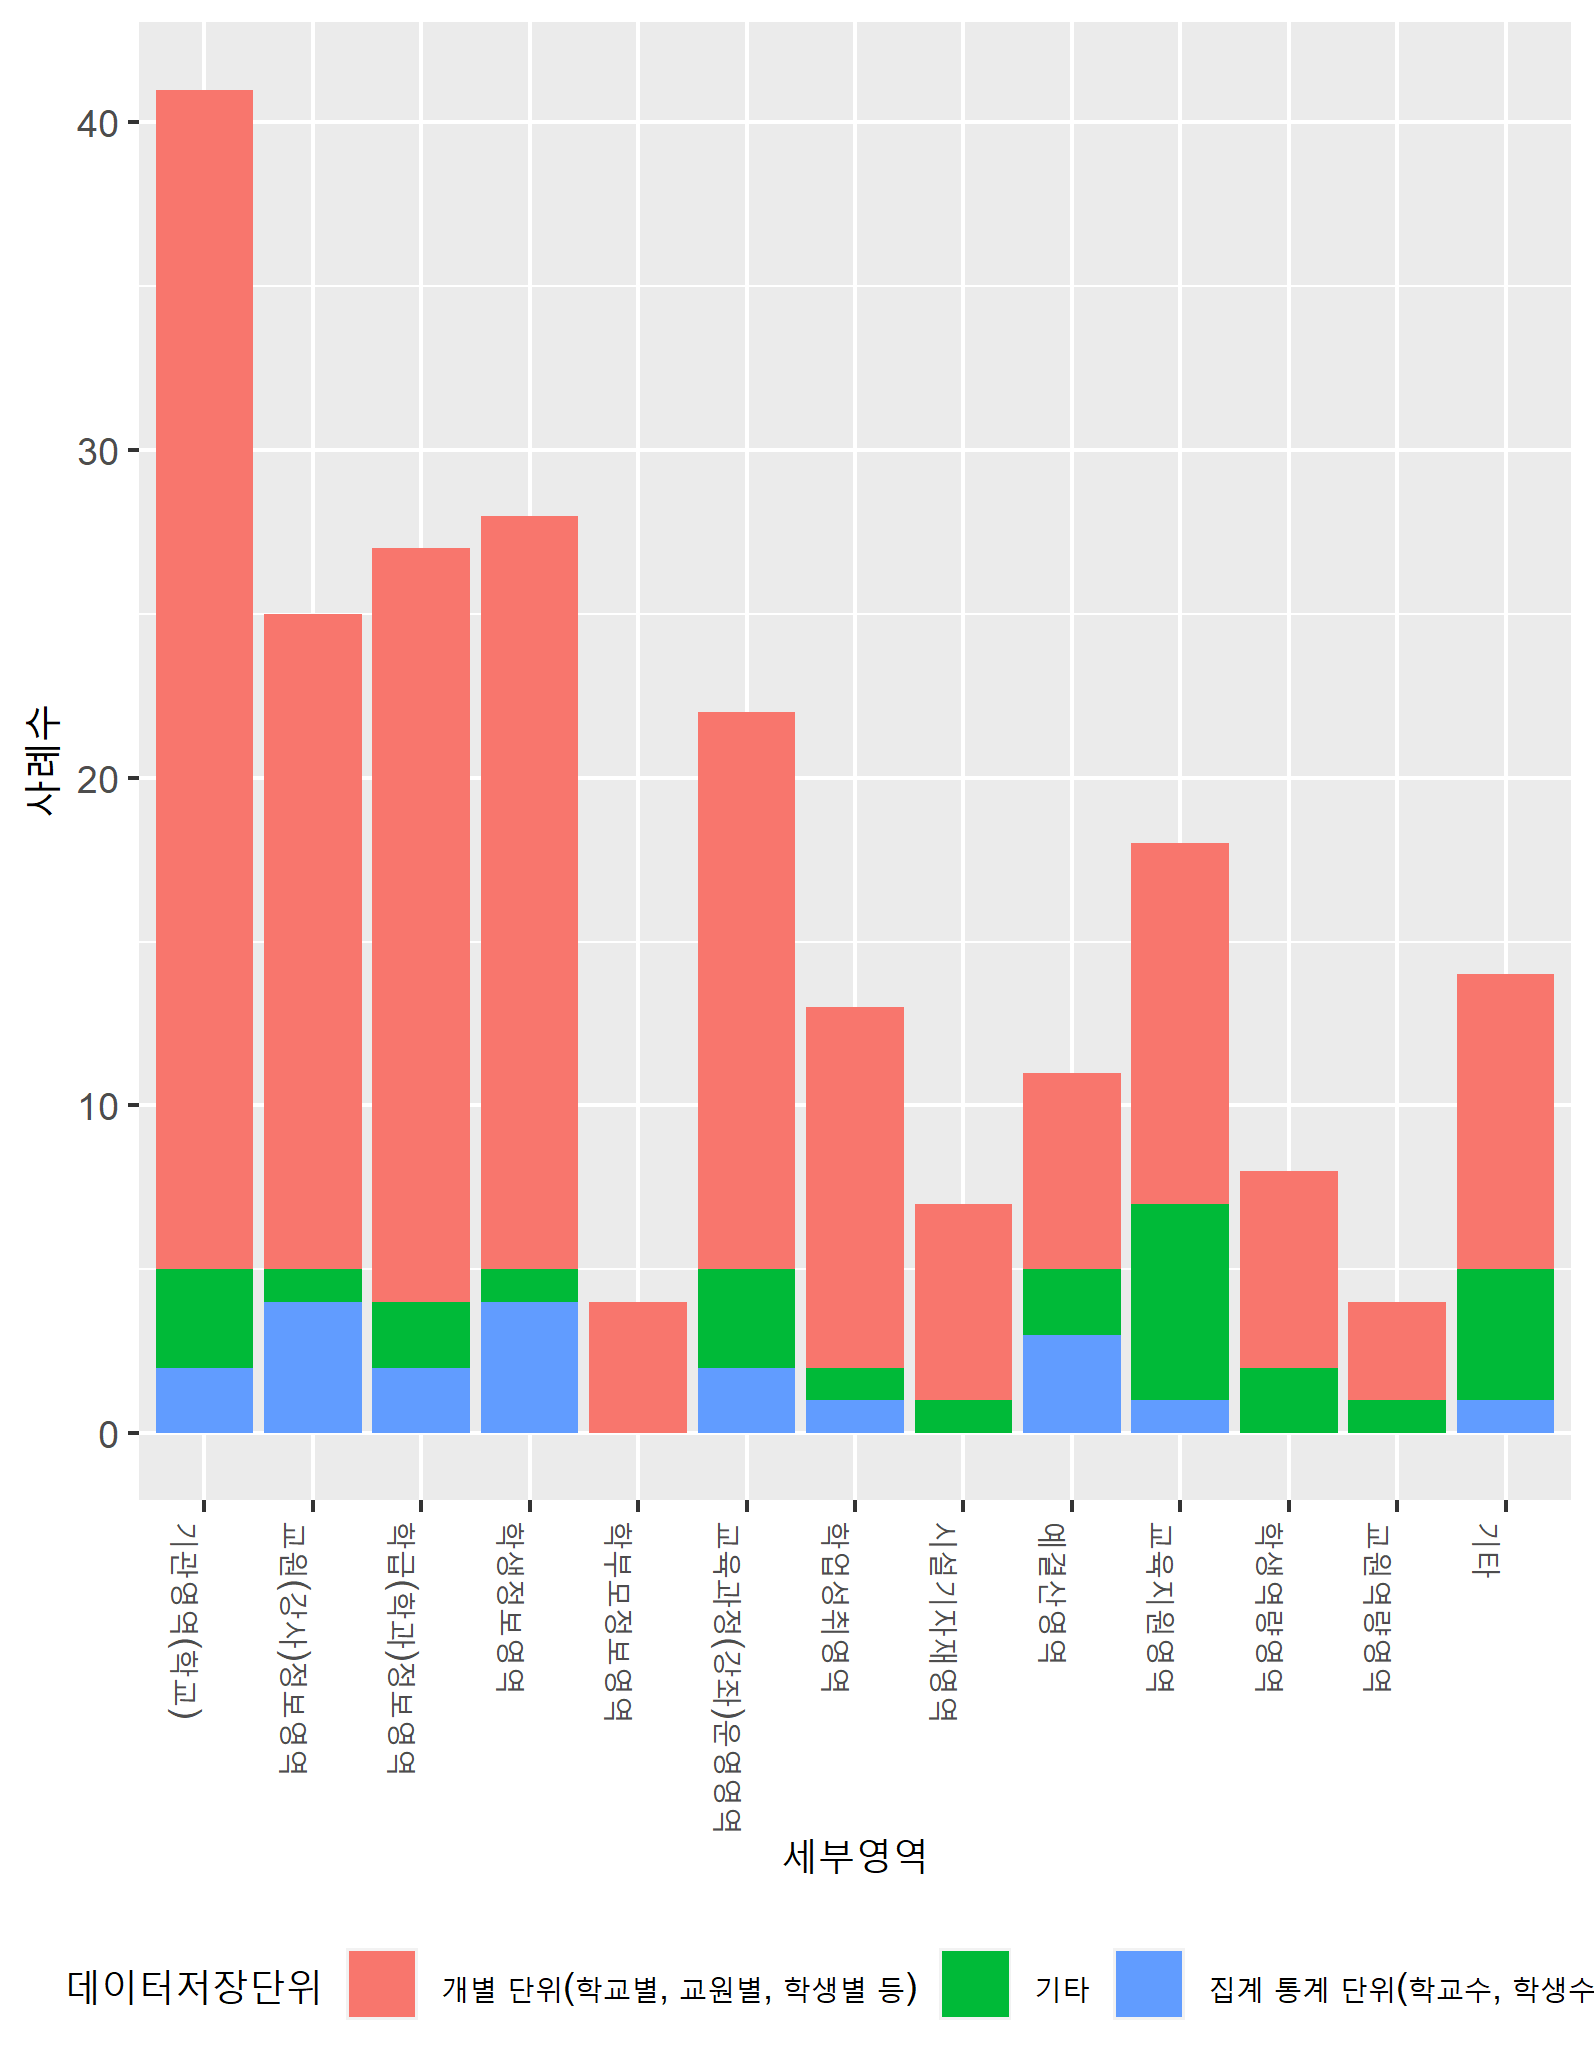 사례수
40
30
20
10
0
기관영역(학교)
교원(강사)정보영역
학급(학과)정보영역
학생정보영역
학부모정보영역
교육과정(강좌)운영영역
학업성취영역
시설기자재영역
예결산영역
교육지원영역
학생역량영역
교원역량영역
기타
세부영역
데이터저장단위 개별 단위(학교별, 교원별, 학생별 등) 기타 집계 통계 단위(학교수, 학생수